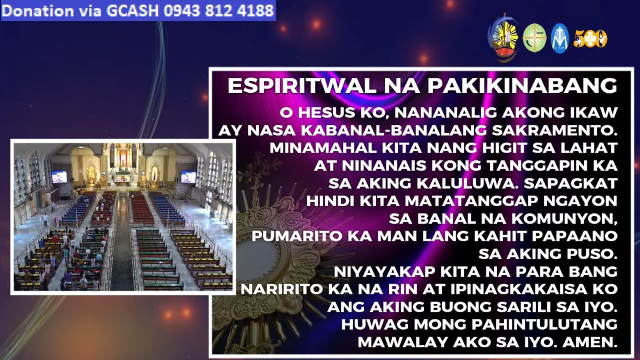 Donation via GCASH 0943 812 4188
500
ESPIRITWAL NA PAKIKINABANG
O HESUS KO, NANANALIG AKONG IKAW
AY NASA KABANAL-BANALANG SAKRAMENTO.
MINAMAHAL KITA NANG HIGIT SA LAHAT
AT NINANAIS KONG TANGGAPIN KA
SA AKING KALULUWA. SAPAGKAT
HINDI KITA MATATANGGAP NGAYON
SA BANAL NA KOMUNYON,
PUMARITO KA MAN LANG KAHIT PAPAANO
SA AKING PUSO.
NIYAYAKAP KITA NA PARA BANG
NARIRITO KA NA RIN AT IPINAGKAKAISA KO
ANG AKING BUONG SARILI SA IYO.
HUWAG MONG PAHINTULUTANG
MAWALAY AKO SA IYO. AMEN.